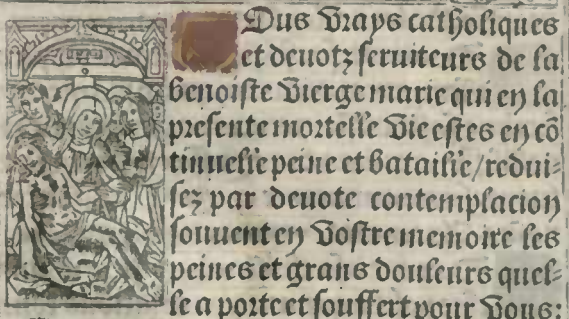 Ous vrays catholiques
et deuotz seruiteurs de la
benoiste vierge marie qui en la
presente mortelle vie estes en cõ
tinuelle peine et bataille/redui-
sez par deuote contemplacion
souuent en vostre memoire les
peines et grans douleurs quel-
le a porte et souffert pour vous: